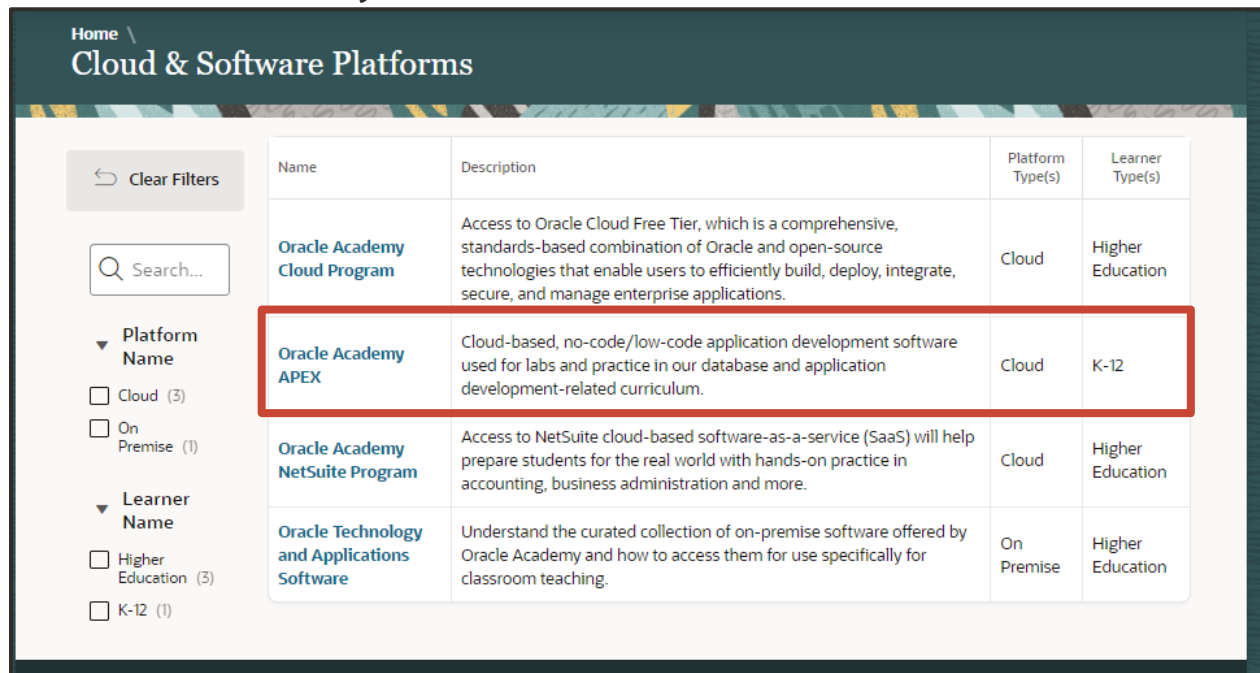 Home \
Cloud & Software Platforms
Clear Filters
Search...
Platform
Name
Cloud (3)
On
Premise (1)
Learner
Name
Higher
Education (3)
K-12 (1)
Name
Description
Platform
Type(s)
Learner
Type(s)
Oracle Academy
Cloud Program
Access to Oracle Cloud Free Tier, which is a comprehensive,
standards-based combination of Oracle and open-source
technologies that enable users to efficiently build, deploy, integrate,
secure, and manage enterprise applications.
Cloud
Higher
Education
Oracle Academy
APEX
Cloud-based, no-code/low-code application development software
used for labs and practice in our database and application
development-related curriculum.
Cloud
K-12
Oracle Academy
NetSuite Program
Access to NetSuite cloud-based software-as-a-service (SaaS) will help
prepare students for the real world with hands-on practice in
accounting, business administration and more.
Cloud
Higher
Education
Oracle Technology
and Applications
Software
Understand the curated collection of on-premise software offered by
Oracle Academy and how to access them for use specifically for
classroom teaching.
On
Premise
Higher
Education